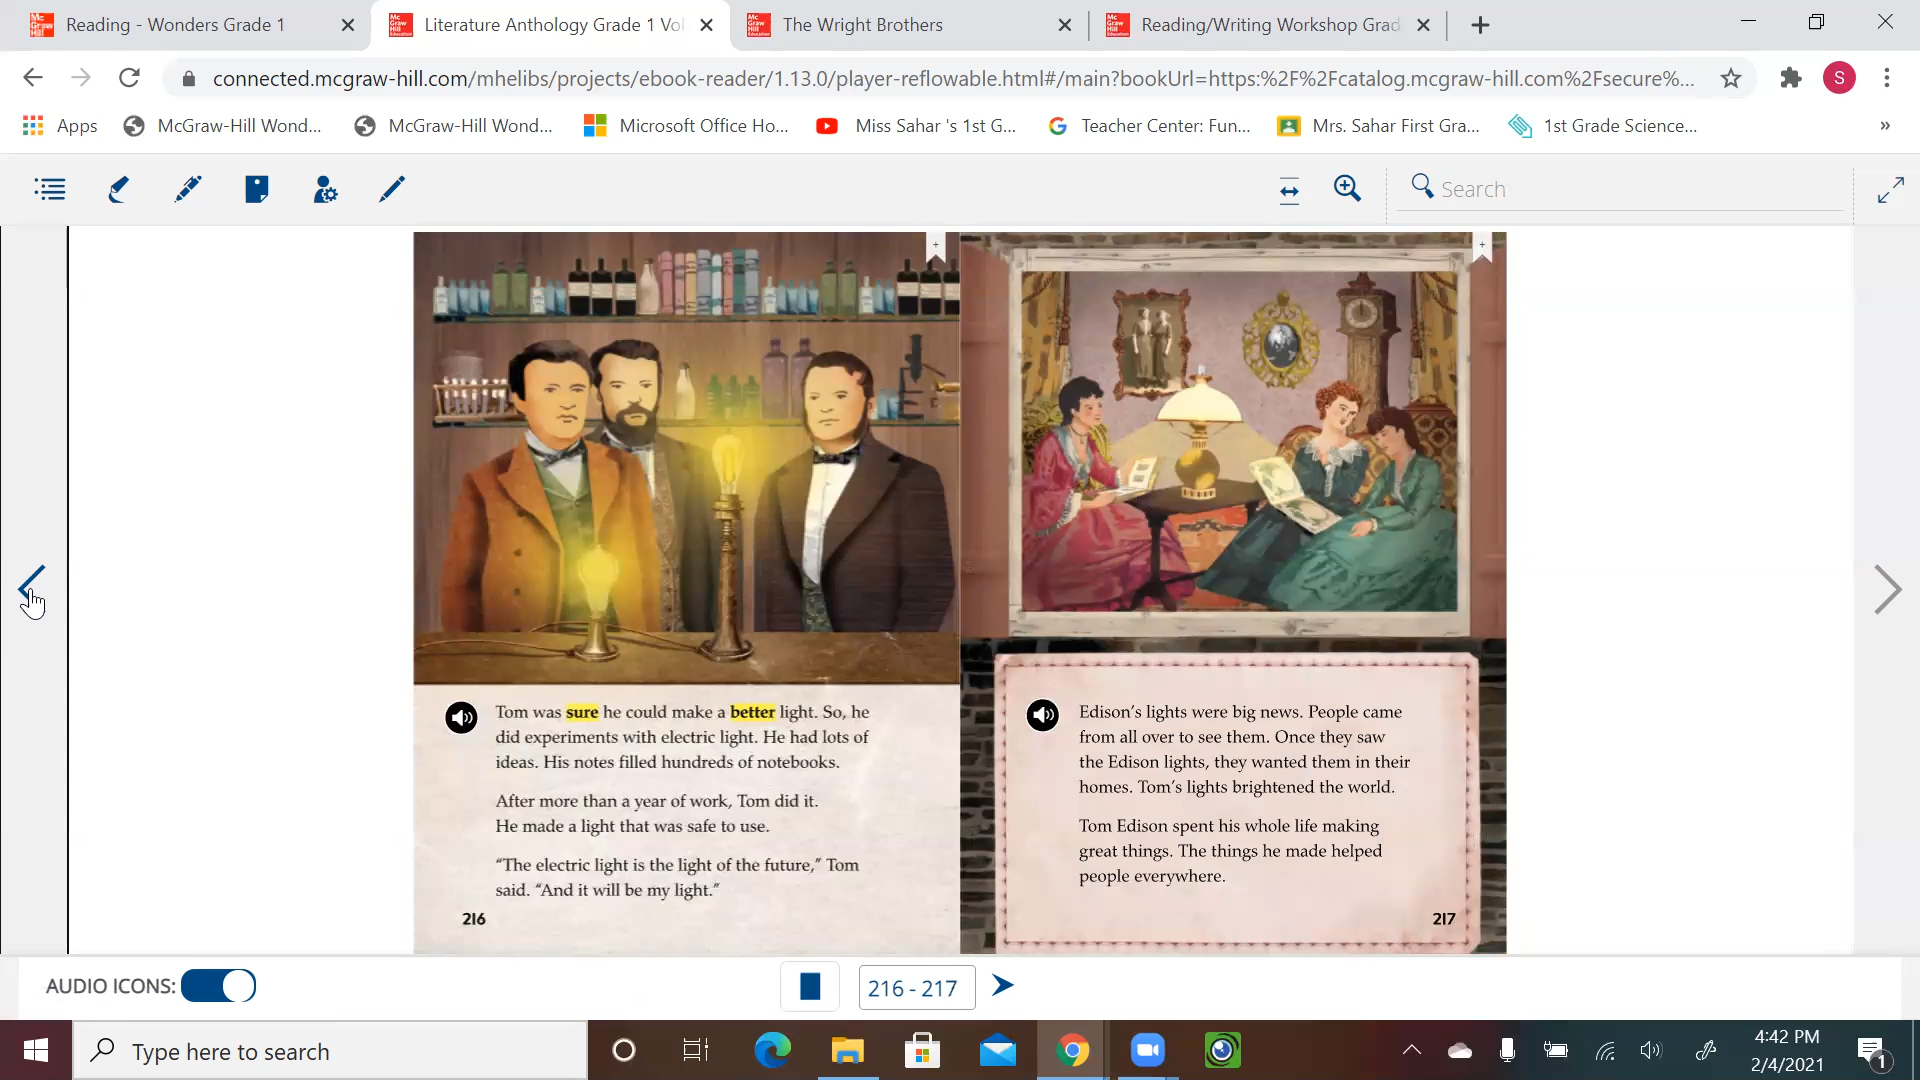 Reading - Wonders Grade 1
Literature Anthology Grade 1 Vol
The Wright Brothers
Reading/Writing Workshop Grad
connected.mcgraw-hill.com/mhelibs/projects/ebook-reader/1.13.0/player-reflowable.html#/main?bookUrl=https:%2F%2Fcatalog.mcgraw-hill.com%2Fsecure%...
S
Apps
McGraw-Hill Wond...
McGraw-Hill Wond...
Microsoft Office Ho...
Miss Sahar 's 1st G...
Teacher Center: Fun...
Mrs. Sahar First Gra...
1st Grade Science...
»
Search
Tom was sure he could make a better light. So, he
did experiments with electric light. He had lots of
ideas. His notes filled hundreds of notebooks.
After more than a year of work, Tom did it.
He made a light that was safe to use.
“The electric light is the light of the future,” Tom
said. “And it will be my light.”
216
Edison’s lights were big news. People came
from all over to see them. Once they saw
the Edison lights, they wanted them in their
homes. Tom’s lights brightened the world.
Tom Edison spent his whole life making
great things. The things he made helped
people everywhere.
217
AUDIO ICONS:
216 - 217
Type here to search
4:42 PM
2/4/2021
1